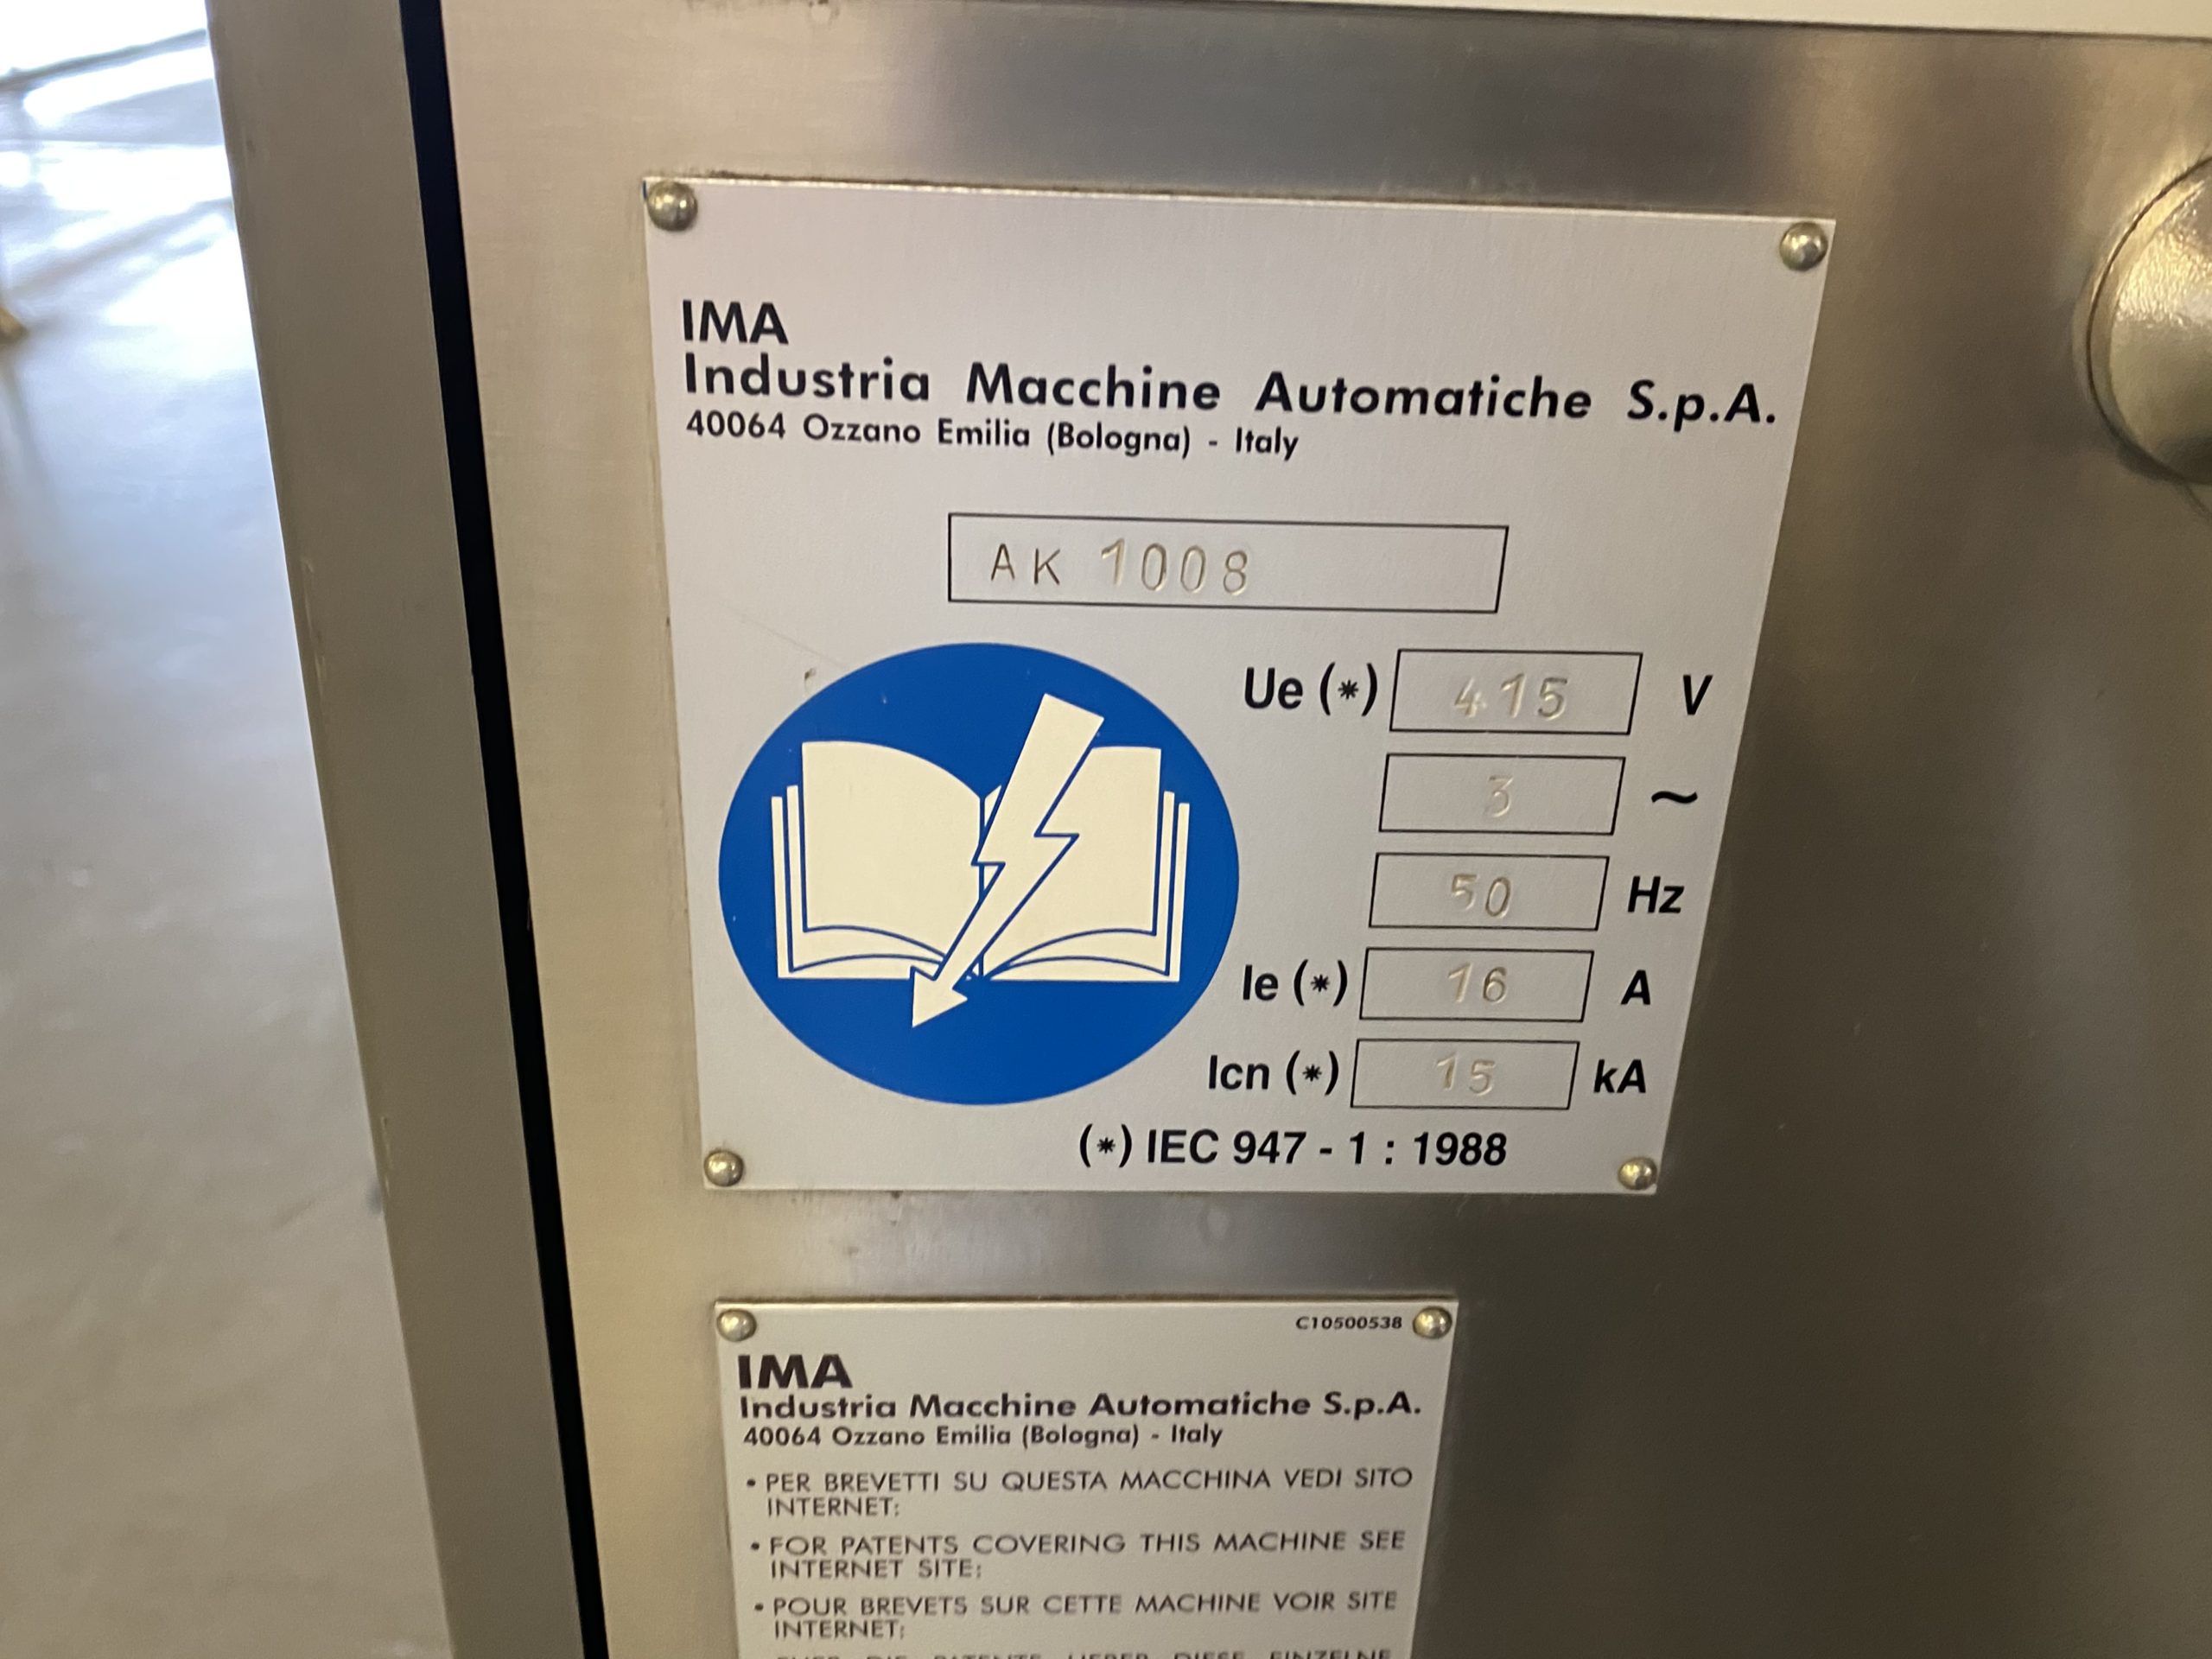 IMA
Industria Macchine Automatiche S.p.A.
40064 Ozzano Emilia (Bologna) - Italy
AK 1008
Ue (*) 415 V
3 ~
50 Hz
Ie (*) 16 A
Icn (*) 15 kA
(*) IEC 947 - 1 : 1988
C10500538
IMA
Industria Macchine Automatiche S.p.A.
40064 Ozzano Emilia (Bologna) - Italy
• PER BREVETTI SU QUESTA MACCHINA VEDI SITO
INTERNET:
• FOR PATENTS COVERING THIS MACHINE SEE
INTERNET SITE:
• POUR BREVETS SUR CETTE MACHINE VOIR SITE
INTERNET: